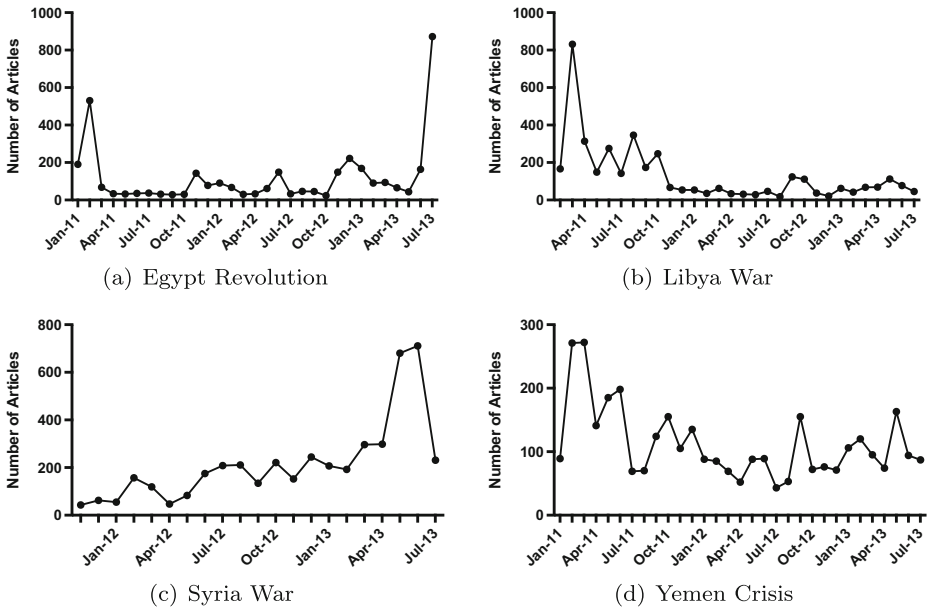 Number of Articles
1000
800
600
400
200
0
Jan-11
Apr-11
Jul-11
Oct-11
Jan-12
Apr-12
Jul-12
Oct-12
Jan-13
Apr-13
Jul-13
(a) Egypt Revolution
Number of Articles
1000
800
600
400
200
0
Apr-11
Jul-11
Oct-11
Jan-12
Apr-12
Jul-12
Oct-12
Jan-13
Apr-13
Jul-13
(b) Libya War
Number of Articles
800
600
400
200
0
Jan-12
Apr-12
Jul-12
Oct-12
Jan-13
Apr-13
Jul-13
(c) Syria War
Number of Articles
300
200
100
0
Jan-11
Apr-11
Jul-11
Oct-11
Jan-12
Apr-12
Jul-12
Oct-12
Jan-13
Apr-13
Jul-13
(d) Yemen Crisis